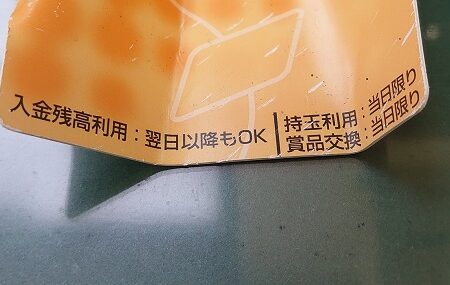 入金残高利用:翌日以降もOK
持玉利用:当日限り
賞品交換:当日限り